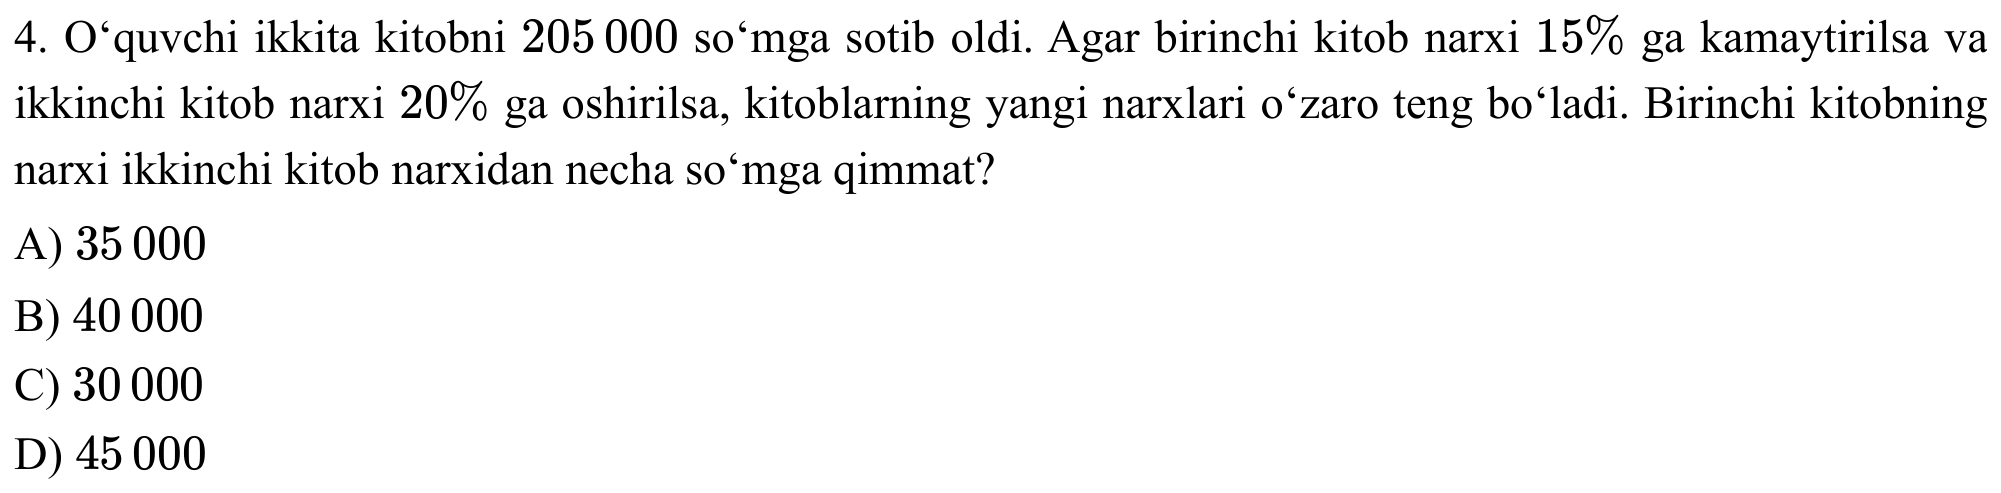 4. O‘quvchi ikkita kitobni 205 000 so‘mga sotib oldi. Agar birinchi kitob narxi 15% ga kamaytirilsa va
ikkinchi kitob narxi 20% ga oshirilsa, kitoblarning yangi narxlari o‘zaro teng bo‘ladi. Birinchi kitobning
narxi ikkinchi kitob narxidan necha so‘mga qimmat?
A) 35 000
B) 40 000
C) 30 000
D) 45 000